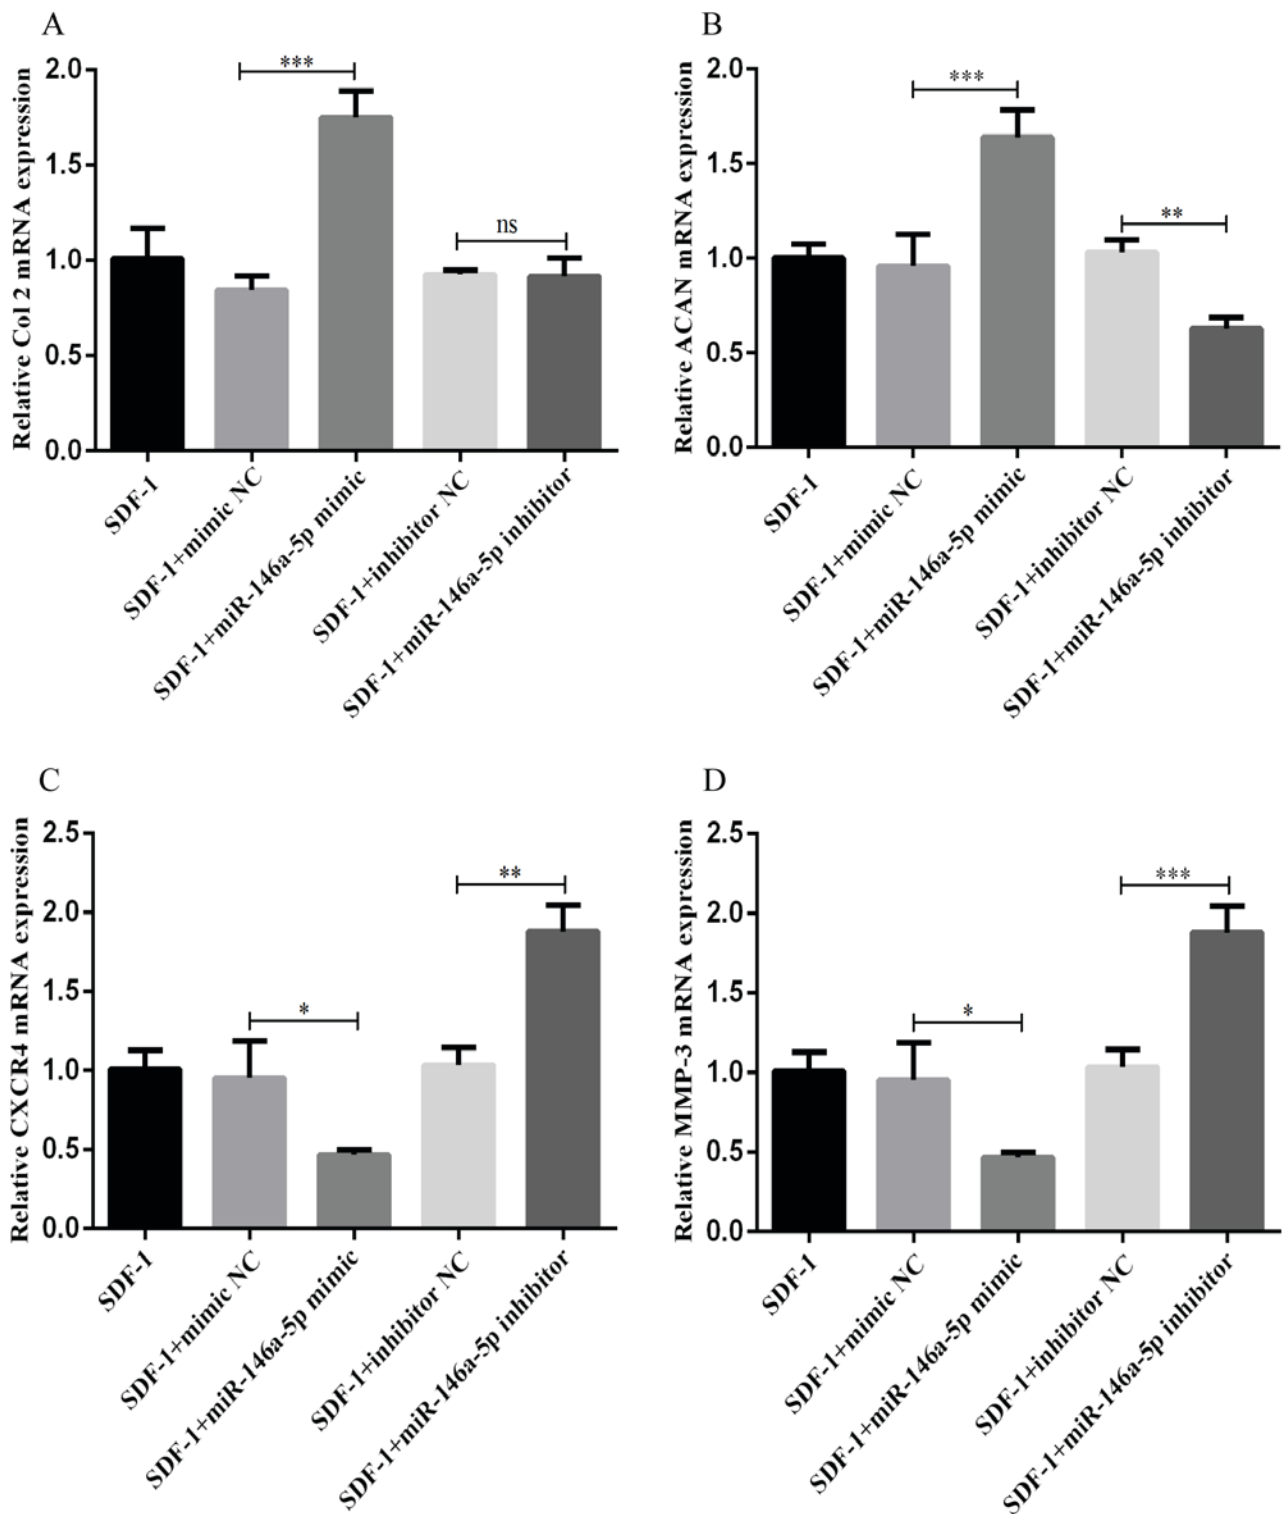 A
Relative Col 2 mRNA expression
2.0
1.5
1.0
0.5
0.0
***
ns
SDF-1
SDF-1+mimic NC
SDF-1+miR-146a-5p mimic
SDF-1+inhibitor NC
SDF-1+miR-146a-5p inhibitor
B
Relative ACAN mRNA expression
2.0
1.5
1.0
0.5
0.0
***
**
SDF-1
SDF-1+mimic NC
SDF-1+miR-146a-5p mimic
SDF-1+inhibitor NC
SDF-1+miR-146a-5p inhibitor
C
Relative CXCR4 mRNA expression
2.5
2.0
1.5
1.0
0.5
0.0
*
**
SDF-1
SDF-1+mimic NC
SDF-1+miR-146a-5p mimic
SDF-1+inhibitor NC
SDF-1+miR-146a-5p inhibitor
D
Relative MMP-3 mRNA expression
2.5
2.0
1.5
1.0
0.5
0.0
*
***
SDF-1
SDF-1+mimic NC
SDF-1+miR-146a-5p mimic
SDF-1+inhibitor NC
SDF-1+miR-146a-5p inhibitor